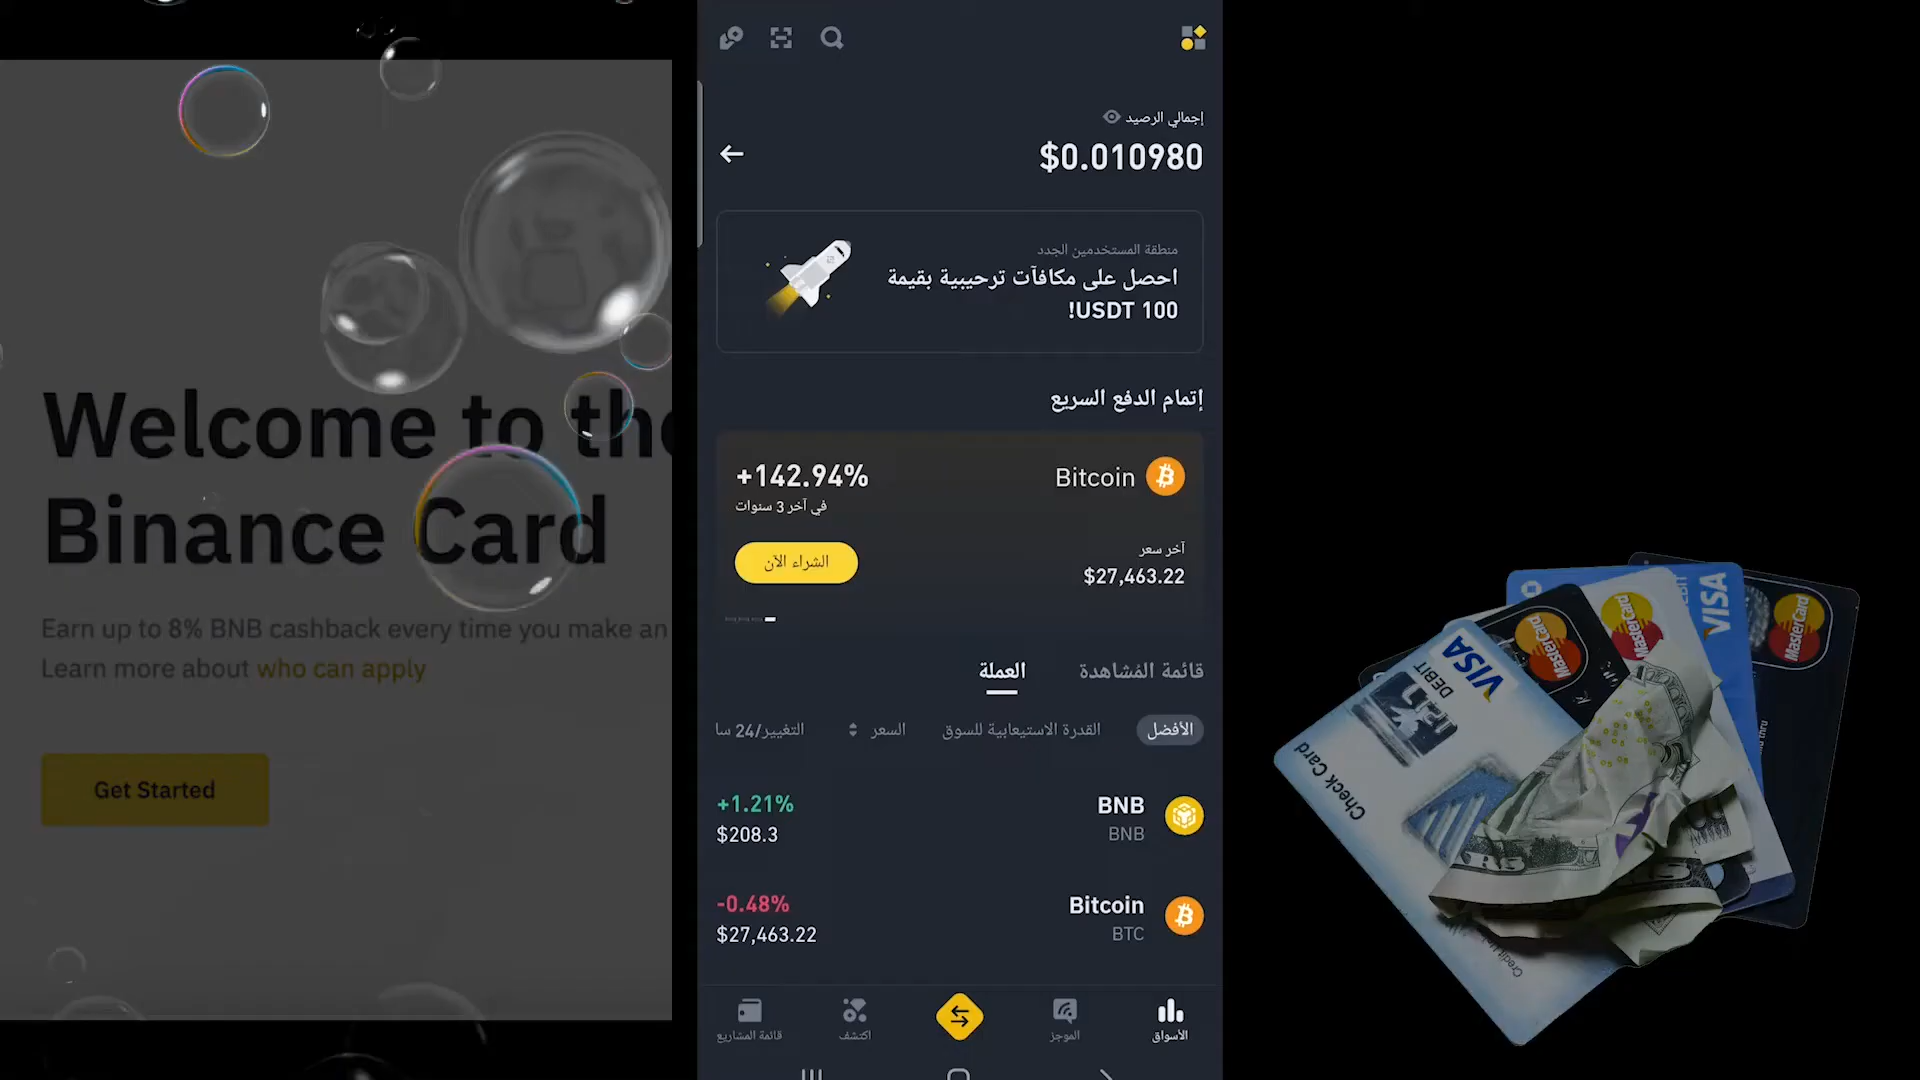 Welcome to the
Binance Card
Earn up to 8% BNB cashback every time you make an
Learn more about who can apply
Get Started
إجمالي الرصيد
$0.010980
منطقة المستخدمين الجدد
احصل على مكافآت ترحيبية بقيمة
100 USDT!
إتمام الدفع السريع
Bitcoin
+142.94%
في آخر 3 سنوات
آخر سعر
الشراء الآن
$27,463.22
قائمة المُشاهدة
العملة
الأفضل
القدرة الاستيعابية للسوق
السعر
التغيير/24 سا
BNB
+1.21%
BNB
$208.3
Bitcoin
-0.48%
BTC
$27,463.22
الأسواق
الموجز
اكتشف
قائمة المشاريع
VISA
DEBIT
Check Card
MasterCard
MasterCard
VISA
MasterCard